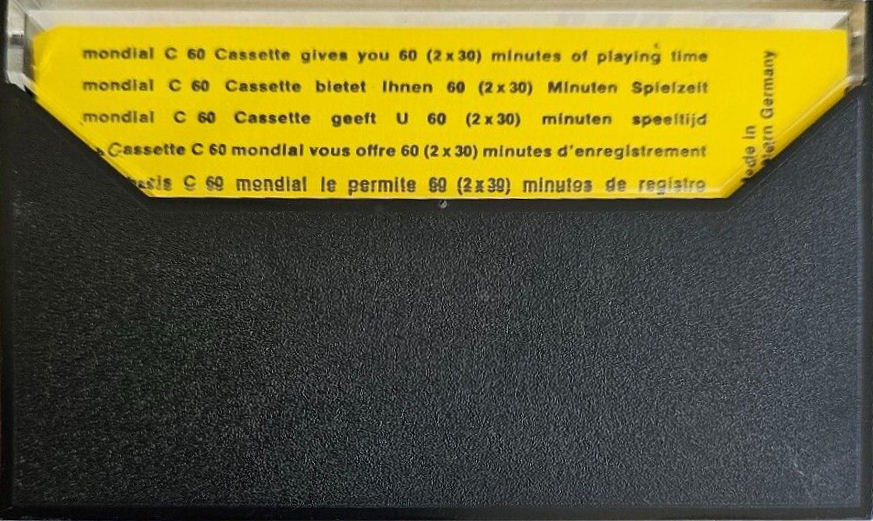 mondial C 60 Cassette gives you 60 (2 x 30) minutes of playing time
mondial C 60 Cassette bietet Ihnen 60 (2 x 30) Minuten Spielzeit
mondial C 60 Cassette geeft U 60 (2 x 30) minuten speeltijd
Cassette C 60 mondial vous offre 60 (2 x 30) minutes d'enregistrement
C 60 mondial le permite 60 (2 x 30) minutos de registro
in
Germany